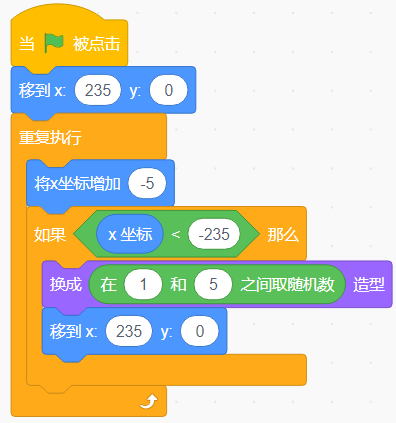 当 被点击
移到 x: 235 y: 0
重复执行
将x坐标增加 -5
如果 x 坐标 < -235 那么
换成 在 1 和 5 之间取随机数 造型
移到 x: 235 y: 0